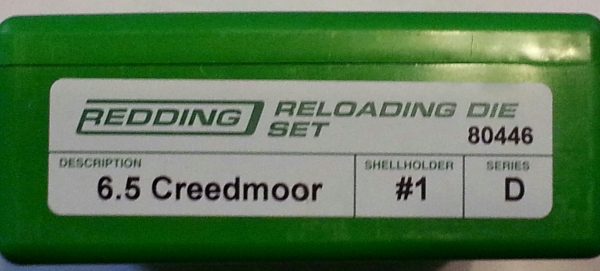 REDDING RELOADING DIE
SET 80446
DESCRIPTION SHELLHOLDER SERIES
6.5 Creedmoor #1 D